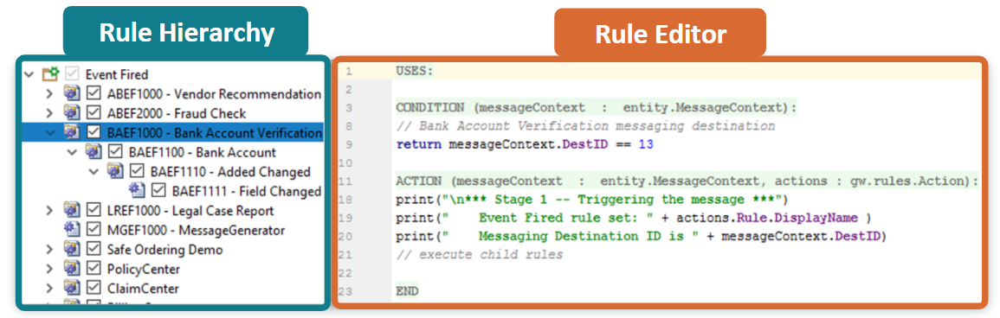 Rule Hierarchy
Event Fired
ABEF1000 - Vendor Recommendation
ABEF2000 - Fraud Check
BAEF1000 - Bank Account Verification
BAEF1100 - Bank Account
BAEF1110 - Added Changed
BAEF1111 - Field Changed
LREF1000 - Legal Case Report
MGEF1000 - MessageGenerator
Safe Ordering Demo
PolicyCenter
ClaimCenter
Rule Editor
1 USES:
2
3 CONDITION (messageContext : entity.MessageContext):
8 // Bank Account Verification messaging destination
9 return messageContext.DestID == 13
10
11 ACTION (messageContext : entity.MessageContext, actions : gw.rules.Action):
18 print("\n*** Stage 1 -- Triggering the message ***")
19 print(" Event Fired rule set: " + actions.Rule.DisplayName )
20 print(" Messaging Destination ID is " + messageContext.DestID)
21 // execute child rules
22
23 END